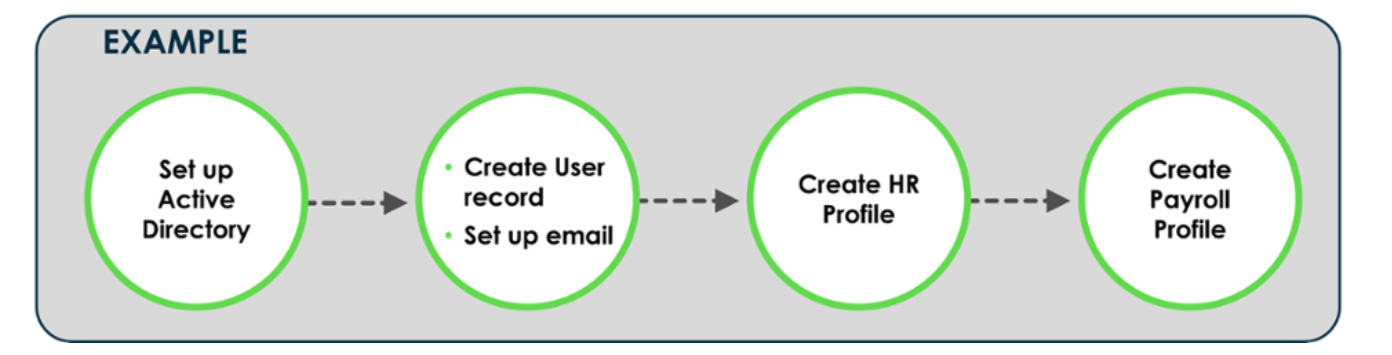 EXAMPLE
Set up
Active
Directory
• Create User
record
• Set up email
Create HR
Profile
Create
Payroll
Profile